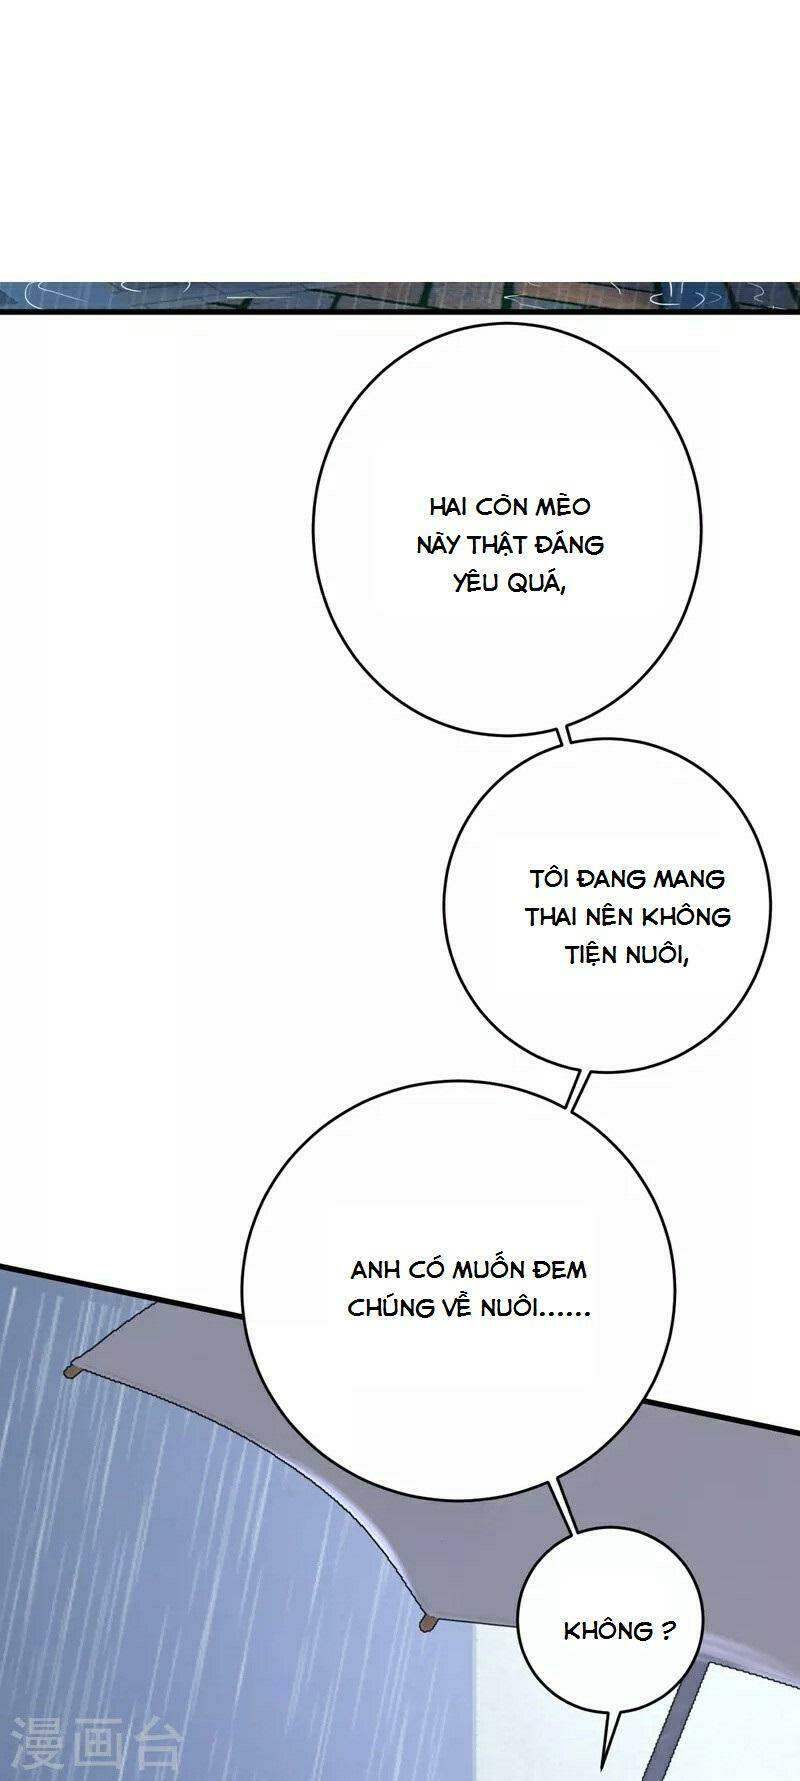 HAI CÔN MÈO
NÀY THẬT ĐÁNG
YÊU QUÁ,
TÔI ĐANG MANG
THAI NÊN KHÔNG
TIỆN NUÔI,
ANH CÓ MUỐN ĐEM
CHÚNG VỀ NUÔI......
KHÔNG ?
漫画台